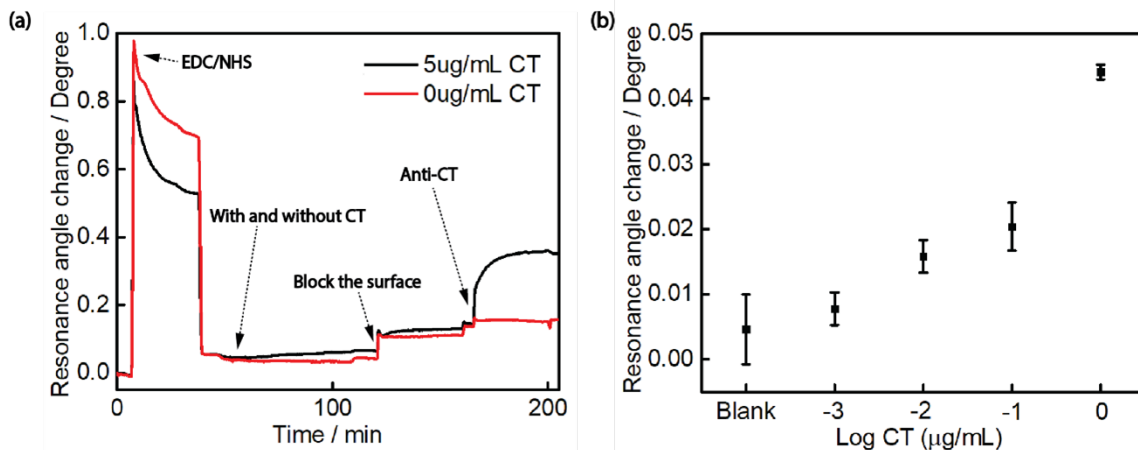 (a)
Resonance angle change / Degree
1.0
0.8
0.6
0.4
0.2
0.0
EDC/NHS
5ug/mL CT
0ug/mL CT
With and without CT
Block the surface
Anti-CT
0
100
200
Time / min
(b)
Resonance angle change / Degree
0.05
0.04
0.03
0.02
0.01
0.00
Blank
-3
-2
-1
0
Log CT (μg/mL)